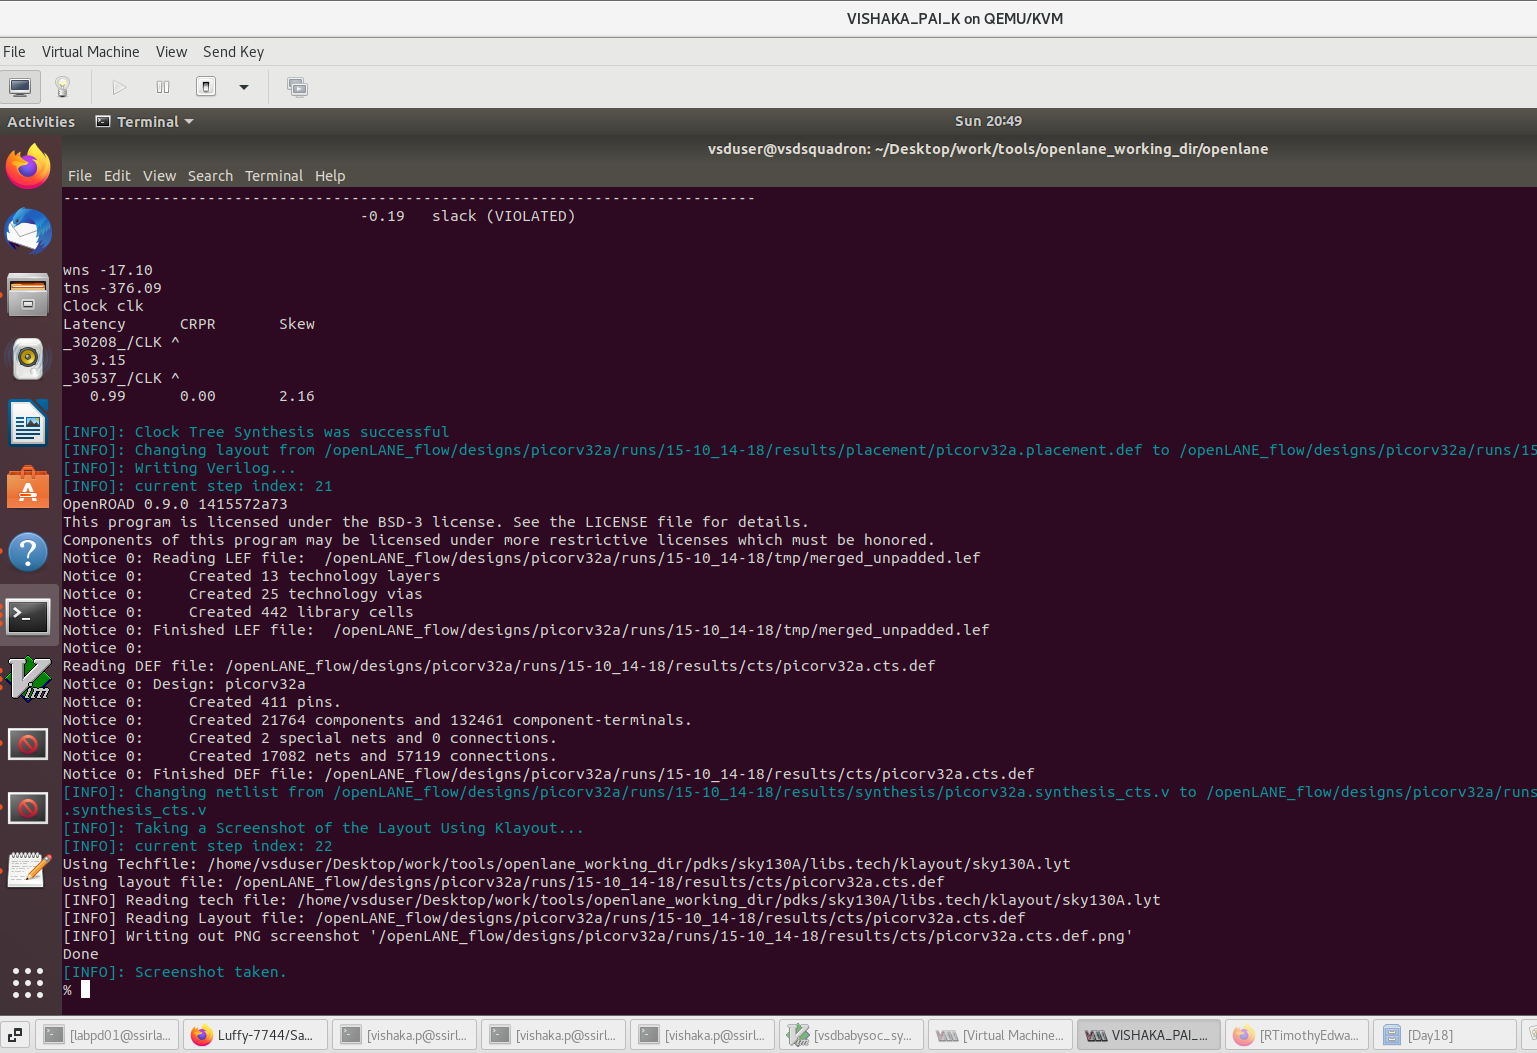 VISHAKA_PAI_K on QEMU/KVM
File Virtual Machine View Send Key
Activities Terminal Sun 20:49
vsduser@vsdsquadron: ~/Desktop/work/tools/openlane_working_dir/openlane
File Edit View Search Terminal Help
-----------------------------------------------------------------------------
-0.19 slack (VIOLATED)
wns -17.10
tns -376.09
Clock clk
Latency CRPR Skew
_30208_/CLK ^
3.15
_30537_/CLK ^
0.99 0.00 2.16
[INFO]: Clock Tree Synthesis was successful
[INFO]: Changing layout from /openLANE_flow/designs/picorv32a/runs/15-10_14-18/results/placement/picorv32a.placement.def to /openLANE_flow/designs/picorv32a/runs/15
[INFO]: Writing Verilog...
[INFO]: current step index: 21
OpenROAD 0.9.0 1415572a73
This program is licensed under the BSD-3 license. See the LICENSE file for details.
Components of this program may be licensed under more restrictive licenses which must be honored.
Notice 0: Reading LEF file:  /openLANE_flow/designs/picorv32a/runs/15-10_14-18/tmp/merged_unpadded.lef
Notice 0:     Created 13 technology layers
Notice 0:     Created 25 technology vias
Notice 0:     Created 442 library cells
Notice 0: Finished LEF file:  /openLANE_flow/designs/picorv32a/runs/15-10_14-18/tmp/merged_unpadded.lef
Notice 0:
Reading DEF file: /openLANE_flow/designs/picorv32a/runs/15-10_14-18/results/cts/picorv32a.cts.def
Notice 0: Design: picorv32a
Notice 0:     Created 411 pins.
Notice 0:     Created 21764 components and 132461 component-terminals.
Notice 0:     Created 2 special nets and 0 connections.
Notice 0:     Created 17082 nets and 57119 connections.
Notice 0: Finished DEF file: /openLANE_flow/designs/picorv32a/runs/15-10_14-18/results/cts/picorv32a.cts.def
[INFO]: Changing netlist from /openLANE_flow/designs/picorv32a/runs/15-10_14-18/results/synthesis/picorv32a.synthesis_cts.v to /openLANE_flow/designs/picorv32a/runs
.synthesis_cts.v
[INFO]: Taking a Screenshot of the Layout Using Klayout...
[INFO]: current step index: 22
Using Techfile: /home/vsduser/Desktop/work/tools/openlane_working_dir/pdks/sky130A/libs.tech/klayout/sky130A.lyt
Using layout file: /openLANE_flow/designs/picorv32a/runs/15-10_14-18/results/cts/picorv32a.cts.def
[INFO] Reading tech file: /home/vsduser/Desktop/work/tools/openlane_working_dir/pdks/sky130A/libs.tech/klayout/sky130A.lyt
[INFO] Reading Layout file: /openLANE_flow/designs/picorv32a/runs/15-10_14-18/results/cts/picorv32a.cts.def
[INFO] Writing out PNG screenshot '/openLANE_flow/designs/picorv32a/runs/15-10_14-18/results/cts/picorv32a.cts.def.png'
Done
[INFO]: Screenshot taken.
%
[labpd01@ssirla... Luffy-7744/Sa... [vishaka.p@ssirl... [vishaka.p@ssirl... [vishaka.p@ssirl... [vsdbabysoc_sy... [Virtual Machine... VISHAKA_PAI_... [RTimothyEdwa... [Day18]